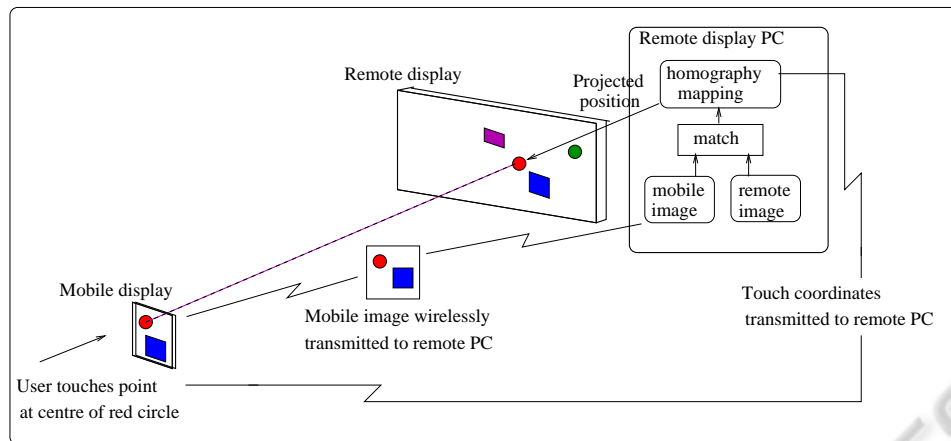 Remote display PC
Remote display
Projected
position
homography
mapping
match
mobile
image
remote
image
Mobile display
Mobile image wirelessly
transmitted to remote PC
Touch coordinates
transmitted to remote PC
User touches point
at centre of red circle